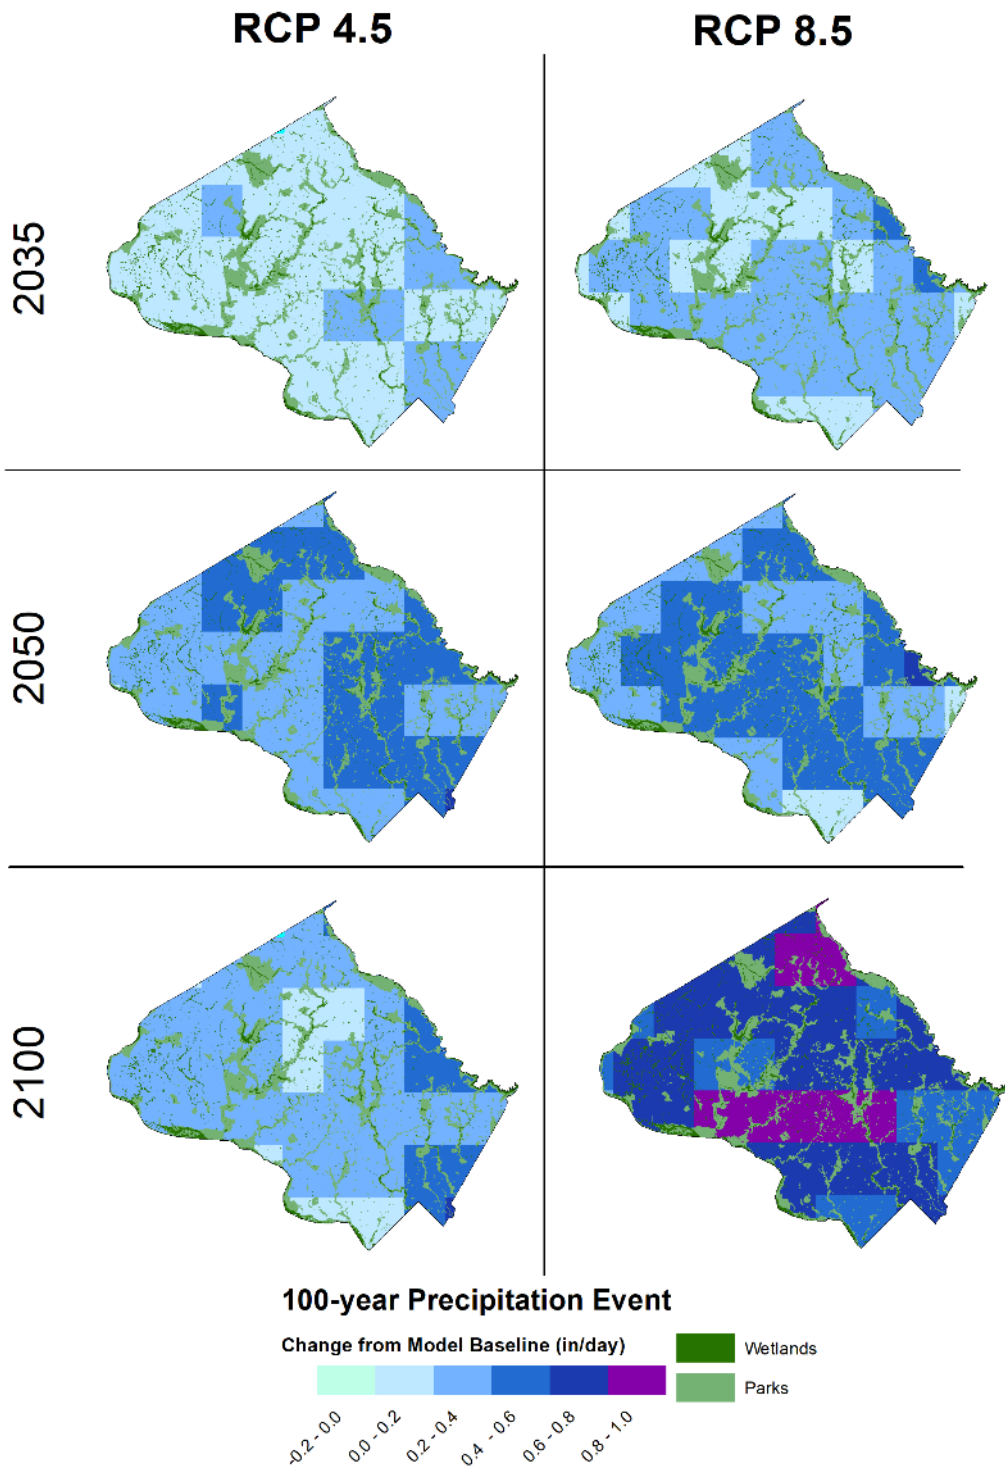 RCP 4.5
RCP 8.5
2035
2050
2100
100-year Precipitation Event
Change from Model Baseline (in/day)
-0.2 - 0.0
0.0 - 0.2
0.2 - 0.4
0.4 - 0.6
0.6 - 0.8
0.8 - 1.0
Wetlands
Parks